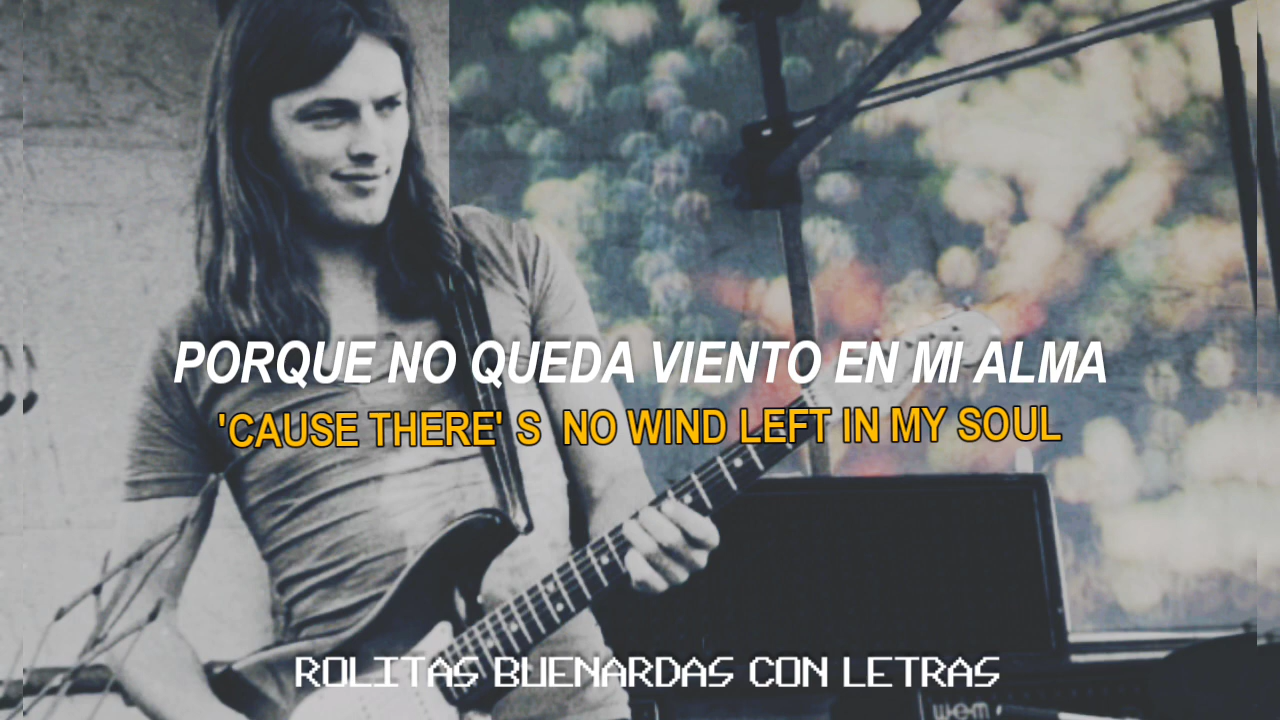 PORQUE NO QUEDA VIENTO EN MI ALMA
'CAUSE THERE' S  NO WIND LEFT IN MY SOUL
ROLITAS BUENARDAS CON LETRAS
wem